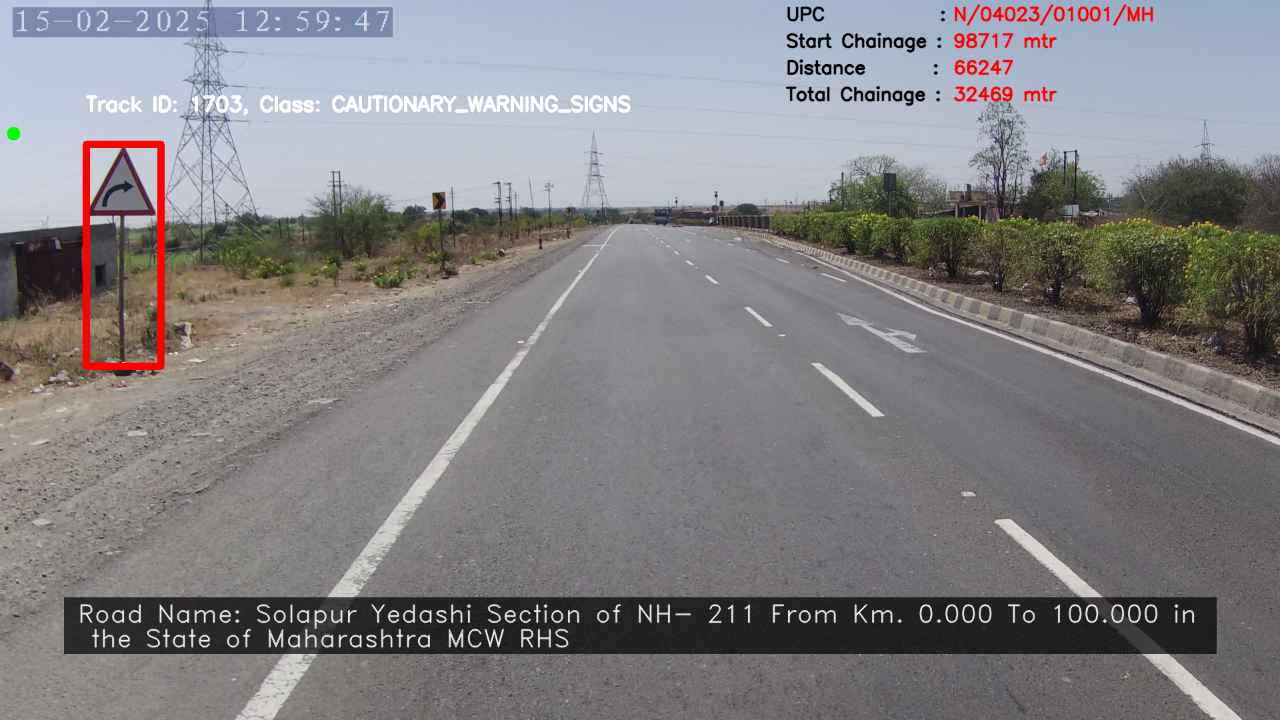 15-02-2025 12:59:47
UPC : N/04023/01001/MH
Start Chainage : 98717 mtr
Distance : 66247
Total Chainage : 32469 mtr
Track ID: 1703, Class: CAUTIONARY_WARNING_SIGNS
Road Name: Solapur Yedashi Section of NH- 211 From Km. 0.000 To 100.000 in
the State of Maharashtra MCW RHS